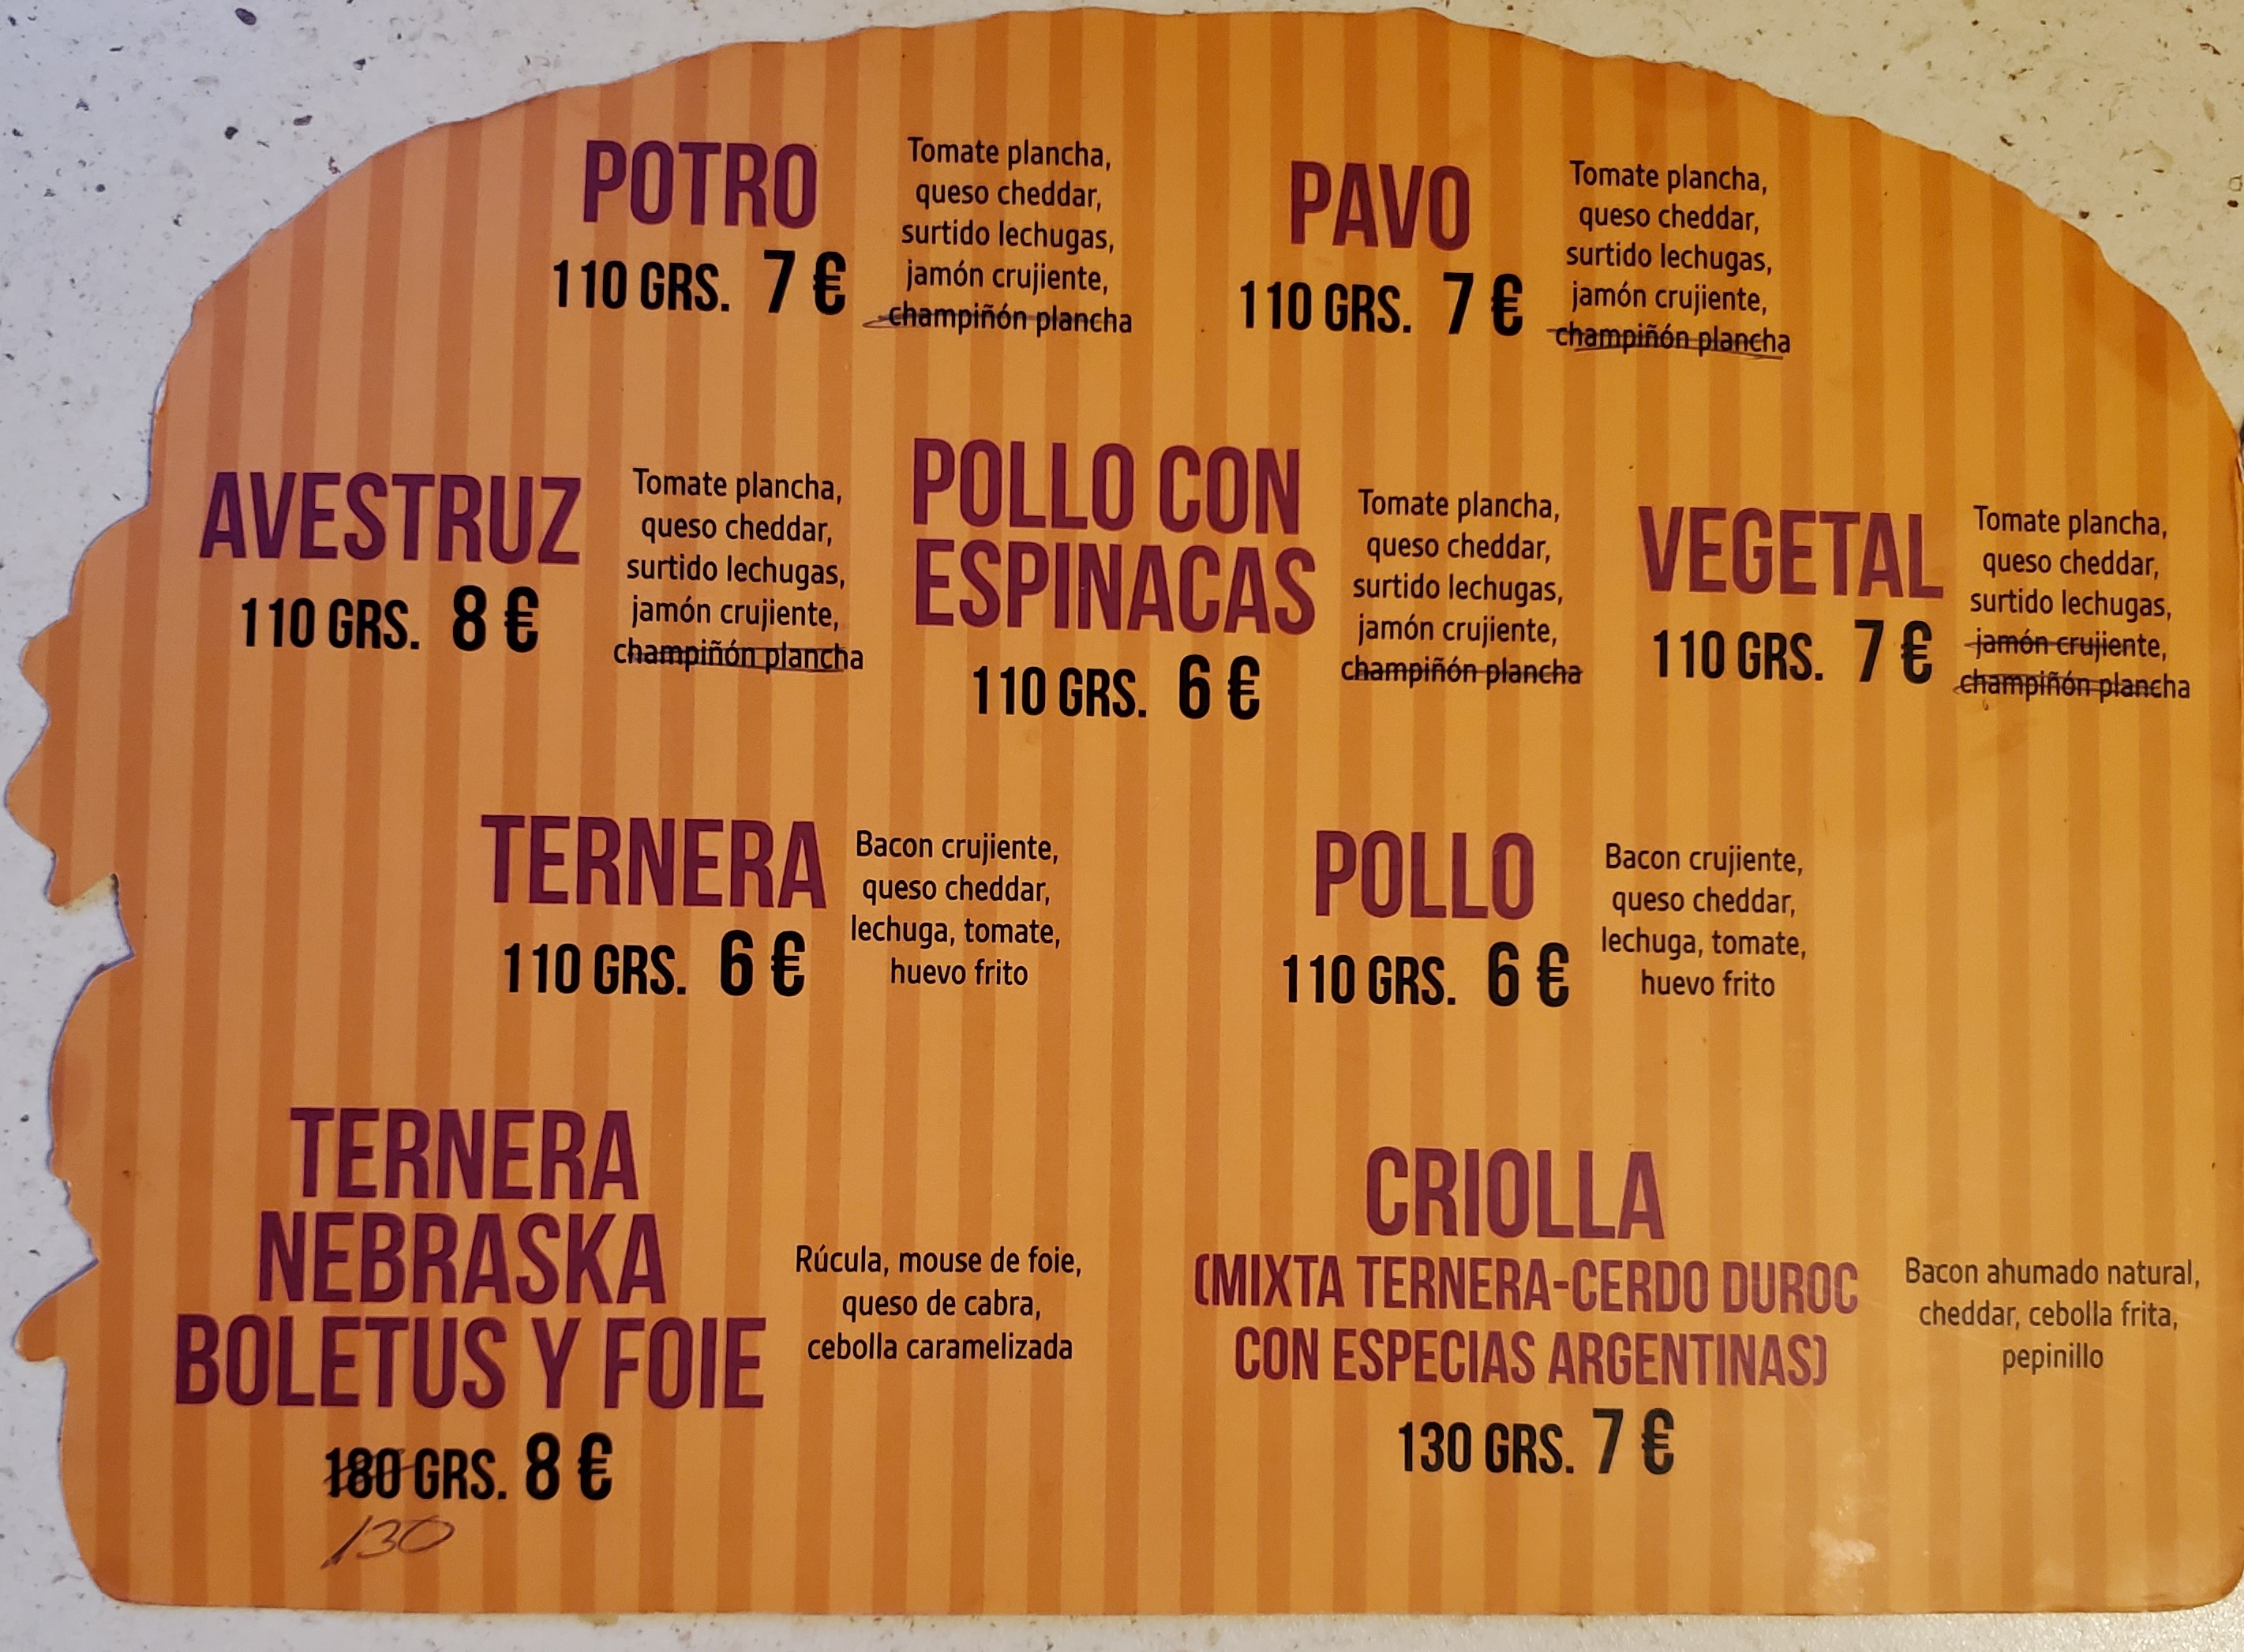 POTRO
110 GRS. 7 €
Tomate plancha,
queso cheddar,
surtido lechugas,
jamón crujiente,
champiñón plancha
PAVO
110 GRS. 7 €
Tomate plancha,
queso cheddar,
surtido lechugas,
jamón crujiente,
champiñón plancha
AVESTRUZ
110 GRS. 8 €
Tomate plancha,
queso cheddar,
surtido lechugas,
jamón crujiente,
champiñón plancha
POLLO CON
ESPINACAS
110 GRS. 6 €
Tomate plancha,
queso cheddar,
surtido lechugas,
jamón crujiente,
champiñón plancha
VEGETAL
110 GRS. 7 €
Tomate plancha,
queso cheddar,
surtido lechugas,
jamón crujiente,
champiñón plancha
TERNERA
110 GRS. 6 €
Bacon crujiente,
queso cheddar,
lechuga, tomate,
huevo frito
POLLO
110 GRS. 6 €
Bacon crujiente,
queso cheddar,
lechuga, tomate,
huevo frito
TERNERA
NEBRASKA
BOLETUS Y FOIE
180 GRS. 8 €
130
Rúcula, mouse de foie,
queso de cabra,
cebolla caramelizada
CRIOLLA
(MIXTA TERNERA-CERDO DUROC
CON ESPECIAS ARGENTINAS)
130 GRS. 7 €
Bacon ahumado natural,
cheddar, cebolla frita,
pepinillo